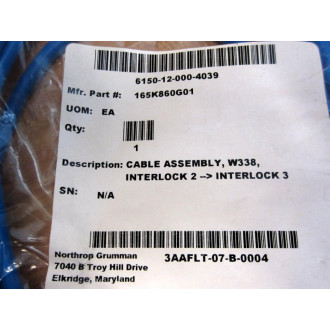 6150-12-000-4039
Mfr. Part #: 165K860G01
UOM: EA
Qty:
1
Description: CABLE ASSEMBLY, W338,
INTERLOCK 2 --> INTERLOCK 3
SN: N/A
Northrop Grumman
7040 B Troy Hill Drive
Elkridge, Maryland
3AAFLT-07-B-0004